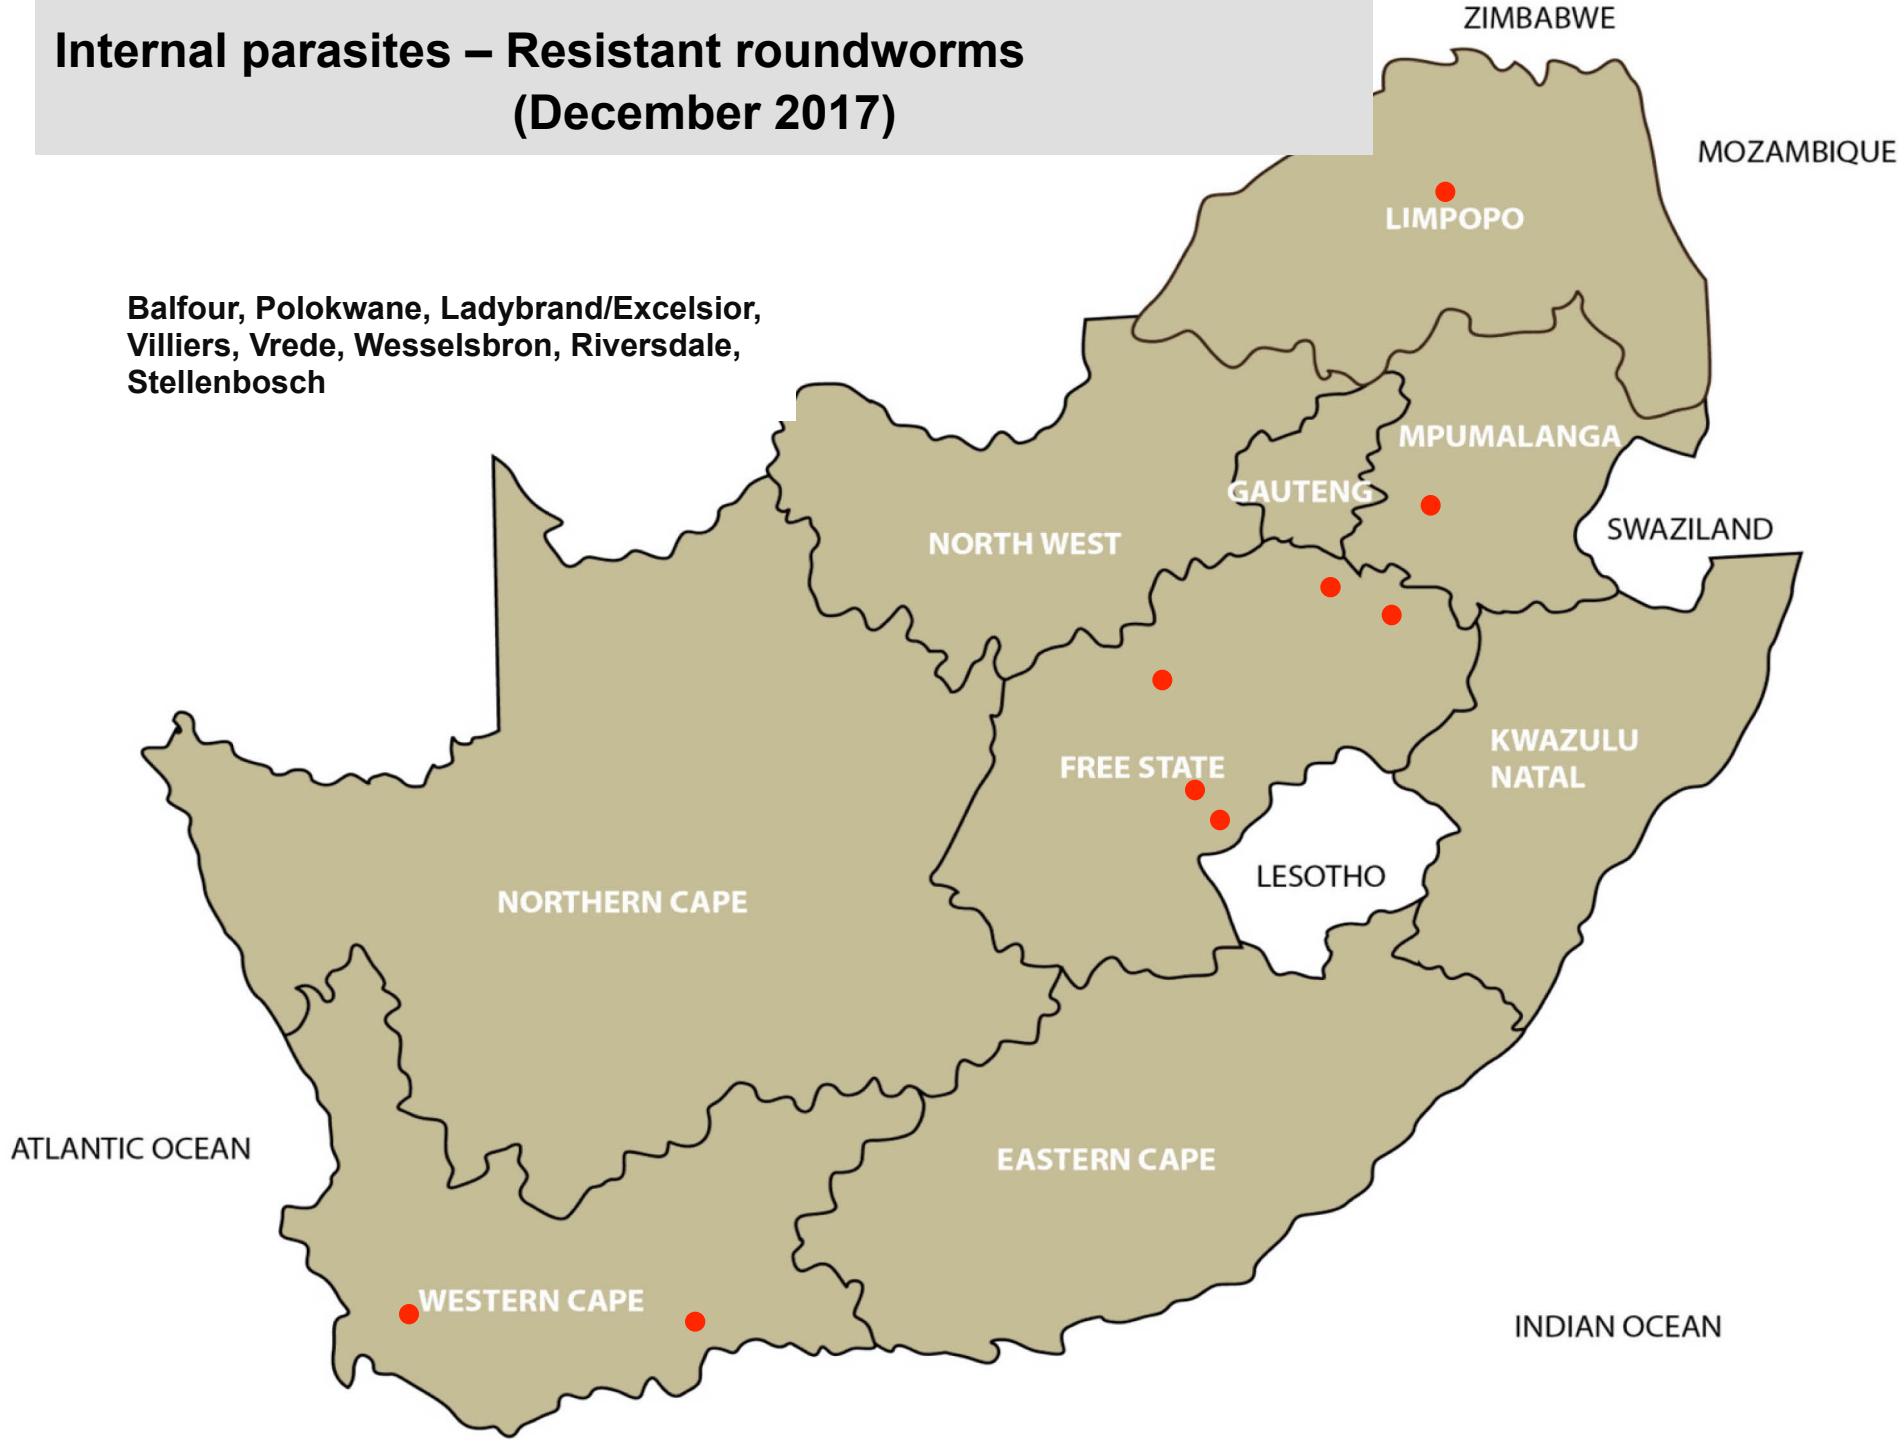 Internal parasites – Resistant roundworms
(December 2017)
ZIMBABWE
MOZAMBIQUE
LIMPOPO
Balfour, Polokwane, Ladybrand/Excelsior,
Villiers, Vrede, Wesselsbron, Riversdale,
Stellenbosch
MPUMALANGA
GAUTENG
NORTH WEST
SWAZILAND
FREE STATE
KWAZULU
NATAL
LESOTHO
NORTHERN CAPE
ATLANTIC OCEAN
EASTERN CAPE
WESTERN CAPE
INDIAN OCEAN